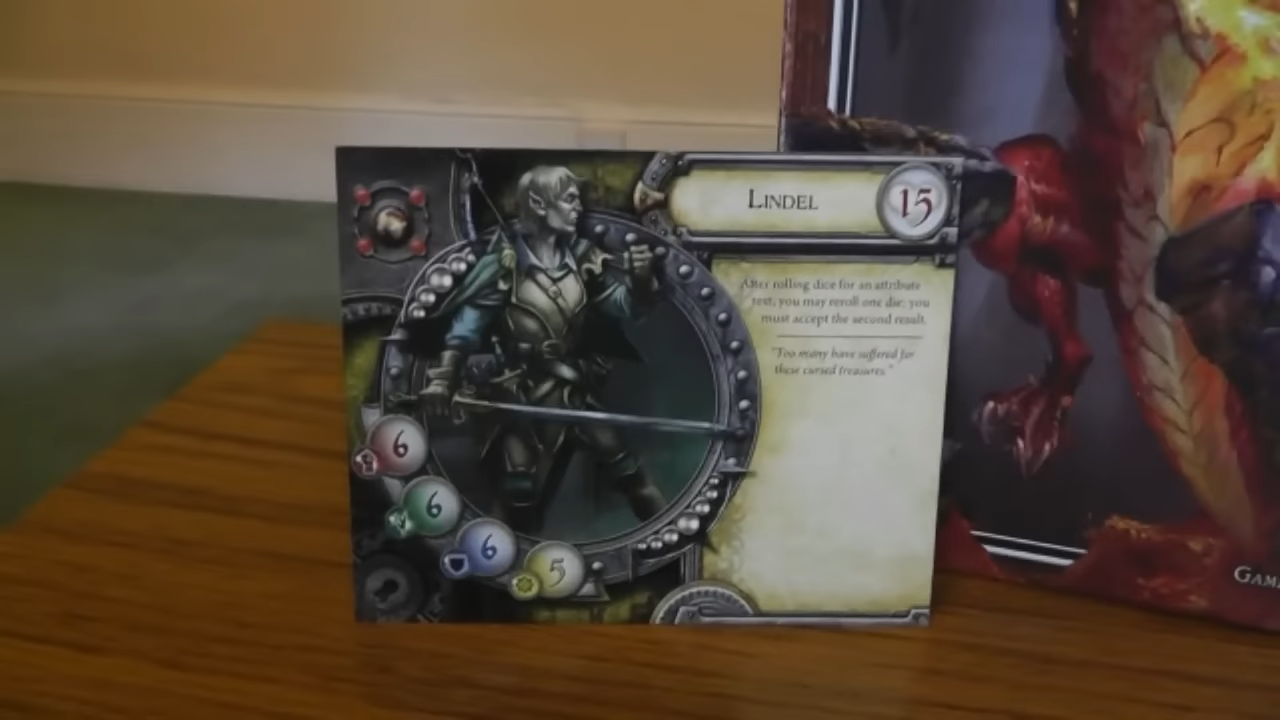 LINDEL
15
After rolling dice for an attribute
test, you may reroll one die; you
must accept the second result.
"Too many have suffered for
these cursed treasures."
6
6
6
5